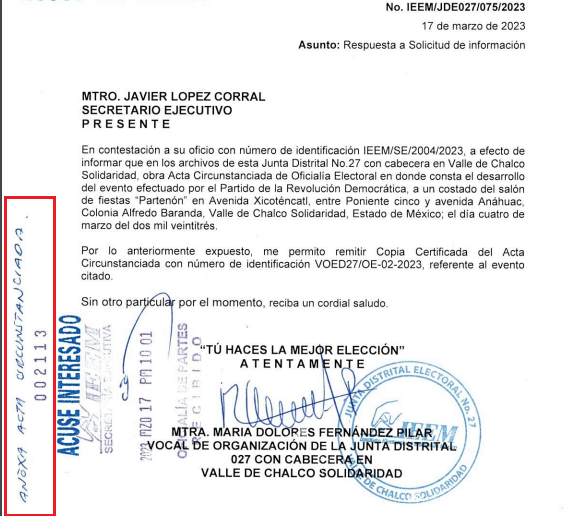 No. IEEM/JDE027/075/2023
17 de marzo de 2023
Asunto: Respuesta a Solicitud de información
MTRO. JAVIER LOPEZ CORRAL
SECRETARIO EJECUTIVO
P R E S E N T E
En contestación a su oficio con número de identificación IEEM/SE/2004/2023, a efecto de
informar que en los archivos de esta Junta Distrital No.27 con cabecera en Valle de Chalco
Solidaridad, obra Acta Circunstanciada de Oficialía Electoral en donde consta el desarrollo
del evento efectuado por el Partido de la Revolución Democrática, a un costado del salón
de fiestas “Partenón” en Avenida Xicoténcatl, entre Poniente cinco y avenida Anáhuac,
Colonia Alfredo Baranda, Valle de Chalco Solidaridad, Estado de México; el día cuatro de
marzo del dos mil veintitrés.
Por lo anteriormente expuesto, me permito remitir Copia Certificada del Acta
Circunstanciada con número de identificación VOED27/OE-02-2023, referente al evento
citado.
Sin otro particular por el momento, reciba un cordial saludo.
“TÚ HACES LA MEJOR ELECCIÓN”
A T E N T A M E N T E
MTRA. MARIA DOLORES FERNÁNDEZ PILAR
VOCAL DE ORGANIZACIÓN DE LA JUNTA DISTRITAL
027 CON CABECERA EN
VALLE DE CHALCO SOLIDARIDAD
JUNTA DISTRITAL ELECTORAL No. 27
IEEM
VALLE DE CHALCO SOLIDARIDAD
ANEXA ACTA CIRCUNSTANCIADA.
002113
ACUSE INTERESADO
IEEM
2023 MZO 17 PM 10 01
OFICIALÍA DE PARTES
RECIBIDO